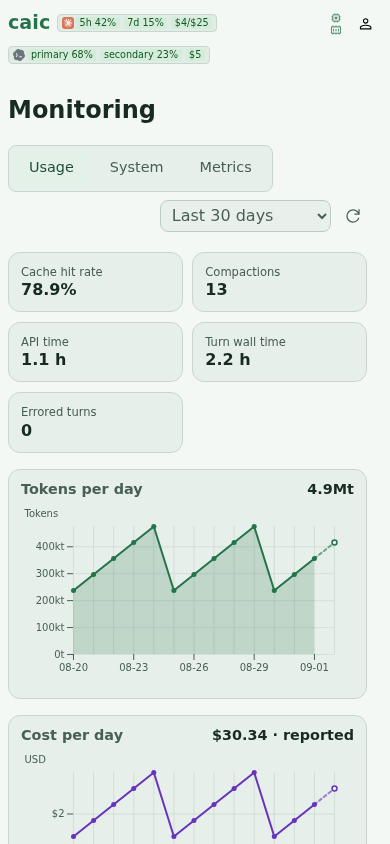 caic 5h 42% 7d 15% $4/$25
primary 68% secondary 23% $5
Monitoring
Usage System Metrics
Last 30 days
Cache hit rate
78.9%
Compactions
13
API time
1.1 h
Turn wall time
2.2 h
Errored turns
0
Tokens per day 4.9Mt
Tokens
400kt
300kt
200kt
100kt
0t
08-20 08-23 08-26 08-29 09-01
Cost per day $30.34 · reported
USD
$2